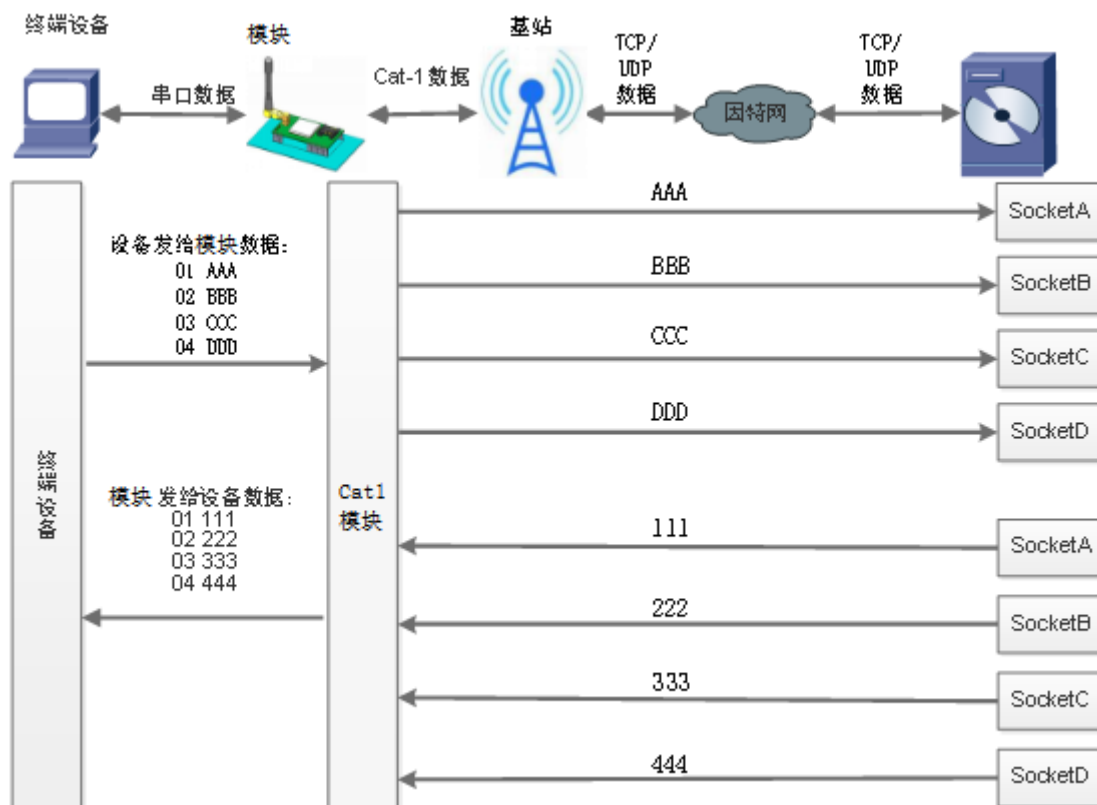 终端设备
模块
基站
TCP/
UDP
数据
TCP/
UDP
数据
串口数据
Cat-1数据
因特网
设备发给模块数据：
01 AAA
02 BBB
03 CCC
04 DDD
AAA
SocketA
BBB
SocketB
CCC
SocketC
DDD
SocketD
Cat1
模块
模块 发给设备数据：
01 111
02 222
03 333
04 444
111
SocketA
222
SocketB
333
SocketC
444
SocketD